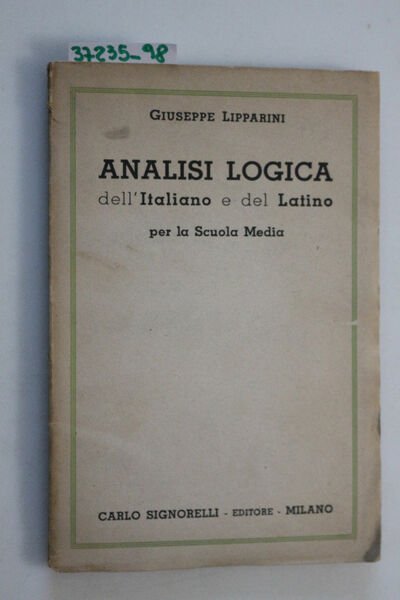 37235-98
GIUSEPPE LIPPARINI
ANALISI LOGICA
dell'Italiano e del Latino
per la Scuola Media
CARLO SIGNORELLI - EDITORE - MILANO